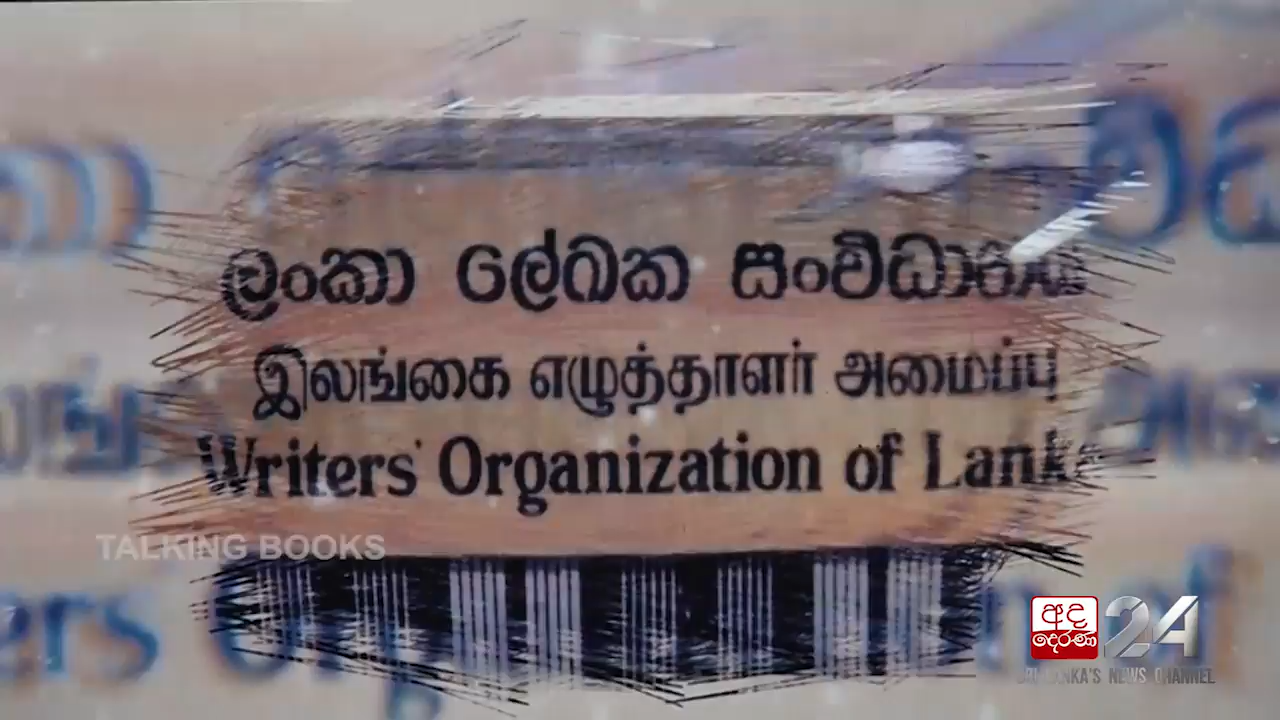 ලංකා ලේඛක සංවිධානය
இலங்கை எழுத்தாளர் அமைப்பு
Writers' Organization of Lanka
TALKING BOOKS
අද
දෙරණ
24
SRI LANKA'S NEWS CHANNEL